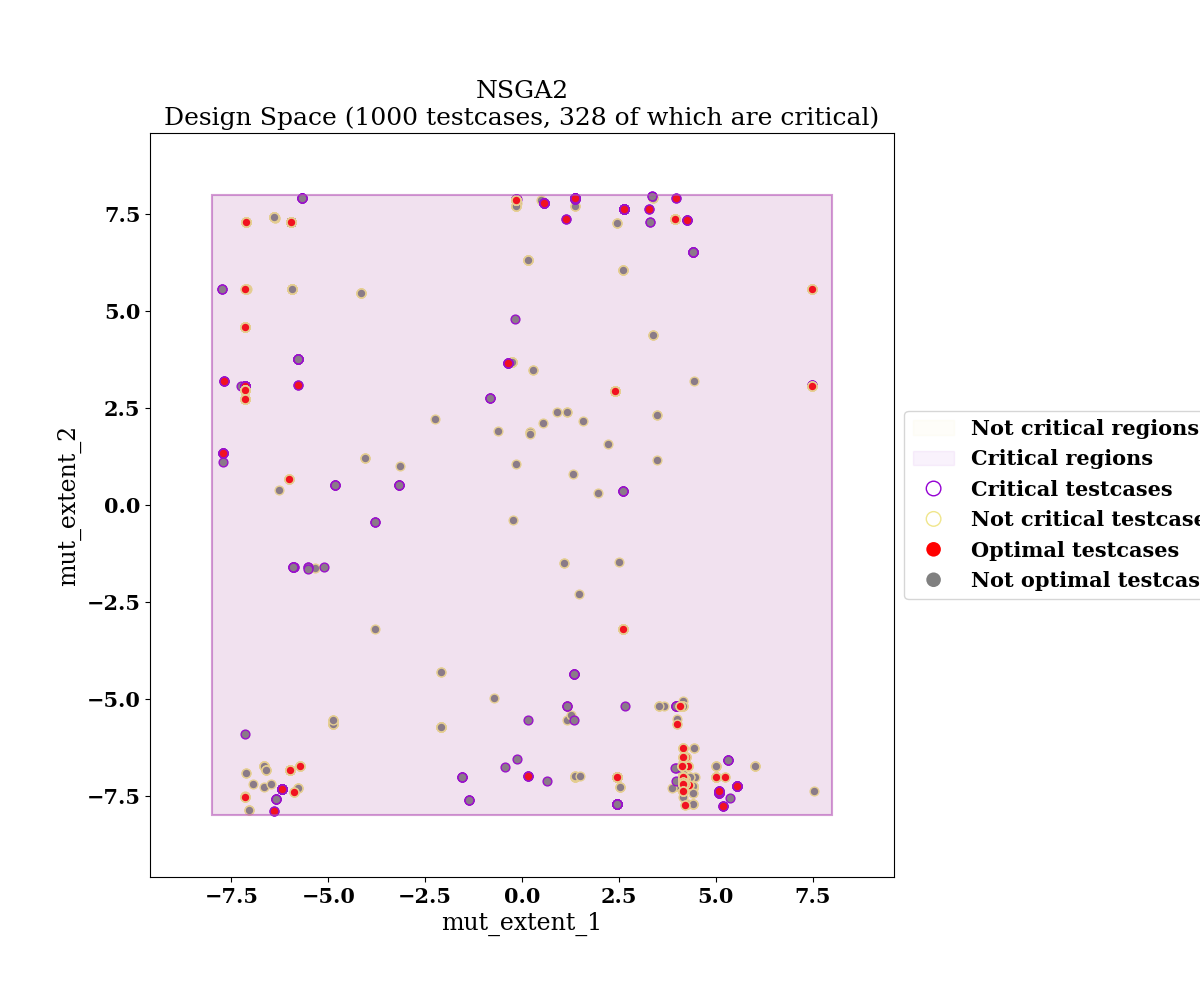 NSGA2
Design Space (1000 testcases, 328 of which are critical)
7.5
5.0
2.5
0.0
−2.5
−5.0
−7.5
mut_extent_2
−7.5 −5.0 −2.5 0.0 2.5 5.0 7.5
mut_extent_1
Not critical regions
Critical regions
Critical testcases
Not critical testcase
Optimal testcases
Not optimal testcas